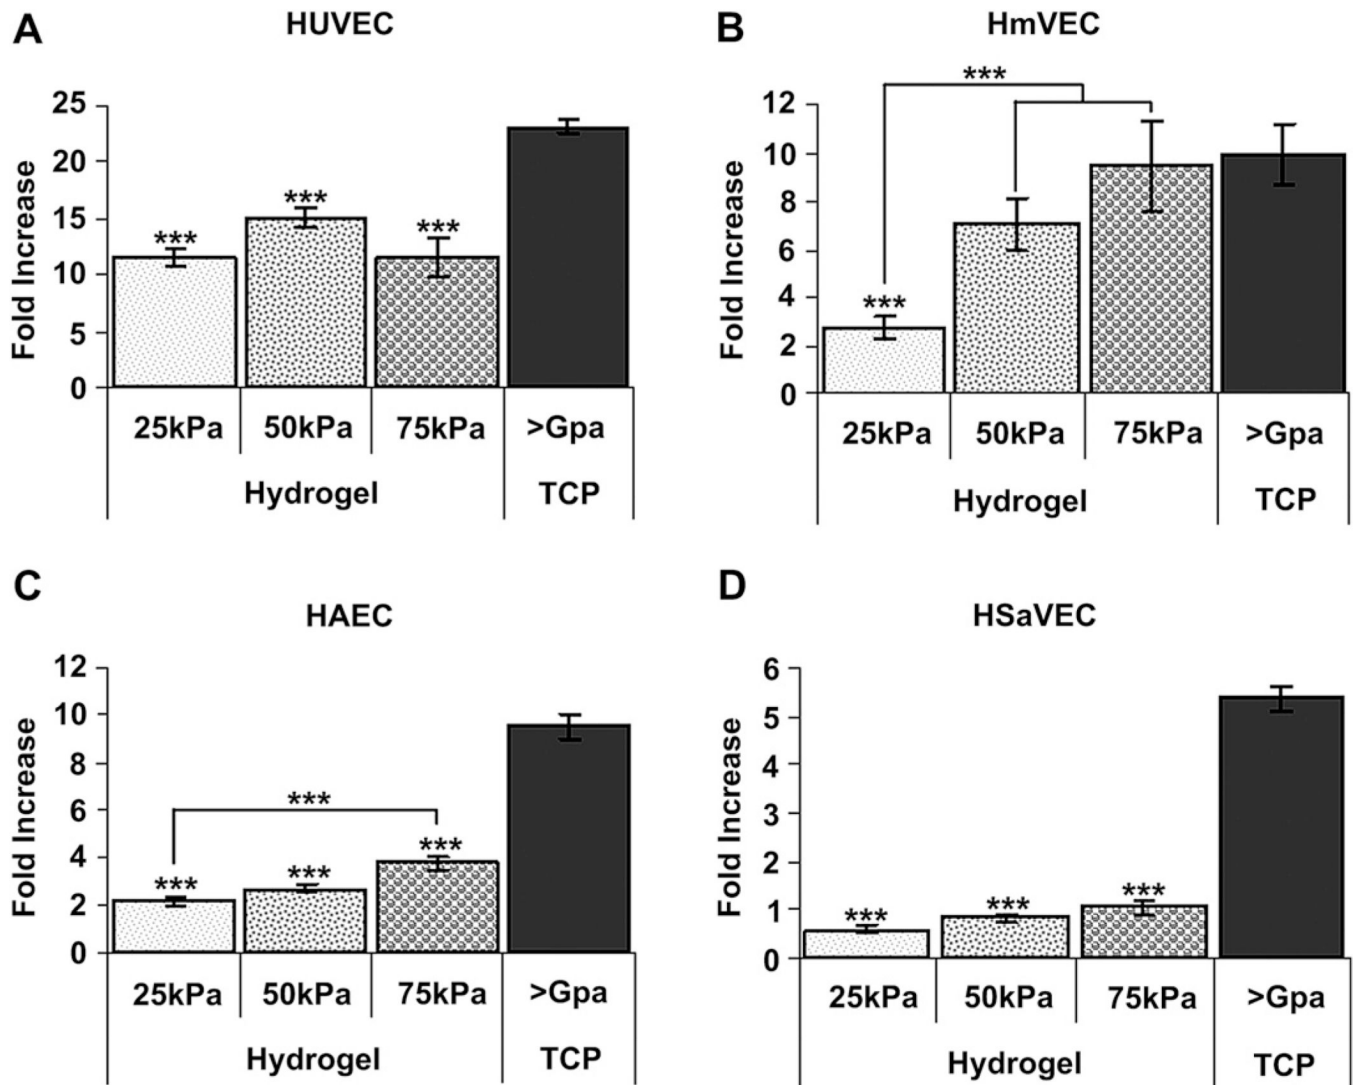 A
HUVEC
Fold Increase
25
20
15
10
5
0
***
***
***
25kPa 50kPa 75kPa >Gpa
Hydrogel TCP
B
HmVEC
Fold Increase
12
10
8
6
4
2
0
***
***
25kPa 50kPa 75kPa >Gpa
Hydrogel TCP
C
HAEC
Fold Increase
12
10
8
6
4
2
0
***
***
***
***
25kPa 50kPa 75kPa >Gpa
Hydrogel TCP
D
HSaVEC
Fold Increase
6
5
4
3
2
1
0
***
***
***
25kPa 50kPa 75kPa >Gpa
Hydrogel TCP